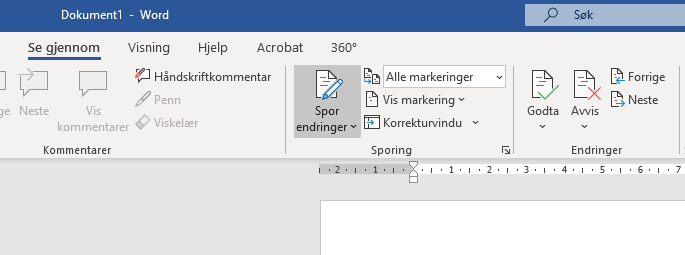 Dokument1 - Word
Søk
Se gjennom Visning Hjelp Acrobat 360°
Neste
Vis kommentarer
Håndskriftkommentar
Penn
Viskelær
Kommentarer
Spor endringer
Alle markeringer
Vis markering
Korrekturvindu
Sporing
Godta
Avvis
Forrige
Neste
Endringer
2 1 1 2 3 4 5 6 7